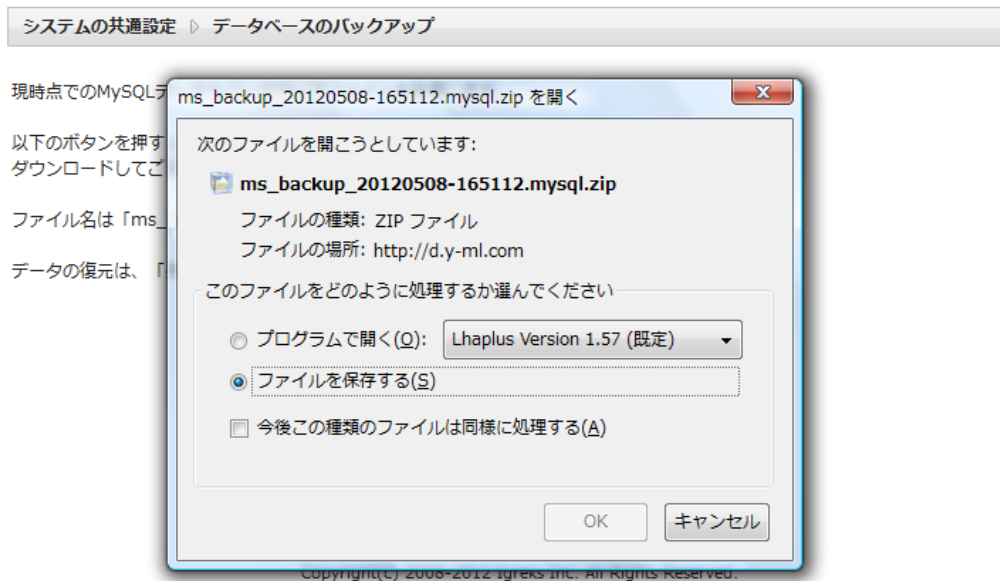 システムの共通設定 ▷ データベースのバックアップ
現時点でのMySQLデ
ms_backup_20120508-165112.mysql.zip を開く
以下のボタンを押す
ダウンロードしてご
ファイル名は「ms_
データの復元は、「
次のファイルを開こうとしています:
ms_backup_20120508-165112.mysql.zip
ファイルの種類: ZIP ファイル
ファイルの場所: http://d.y-ml.com
このファイルをどのように処理するか選んでください
プログラムで開く(O): Lhaplus Version 1.57 (既定)
ファイルを保存する(S)
今後この種類のファイルは同様に処理する(A)
OK キャンセル
Copyright(c) 2008-2012 Igreks Inc. All Rights Reserved.